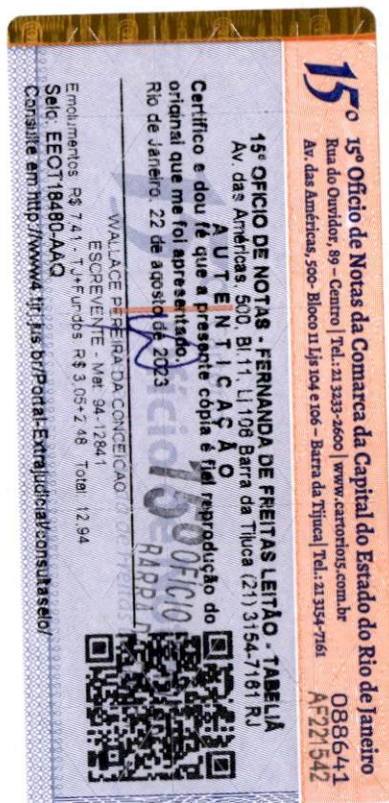 15º 15º Ofício de Notas da Comarca da Capital do Estado do Rio de Janeiro
Rua do Ouvidor, 89 – Centro | Tel.: 21 3233-2600 | www.cartorio15.com.br
Av. das Américas, 500 - Bloco 11 Ljs 104 e 106 – Barra da Tijuca | Tel.: 21 3154-7161
088641
AF221542
15º OFICIO DE NOTAS - FERNANDA DE FREITAS LEITÃO - TABELIÃ
Av. das Américas, 500, Bl.11, Lj 106 Barra da Tijuca (21) 3154-7161 RJ
AUTENTICAÇÃO
Certifico e dou fé que a presente cópia é fiel reprodução do
original que me foi apresentado.
Rio de Janeiro, 22 de agosto de 2023
15º OFÍCIO
BARRA D
WALLACE PEREIRA DA CONCEICAO
ESCREVENTE - Mat: 94-12841
Emolumentos: R$ 7,41 - TJ+Fundos R$ 3,05+2,48 Total: 12,94
Selo: EEOT18480-AAQ
Consulte em http://www4.tjrj.jus.br/Portal-Extrajudicial/consultaselo/